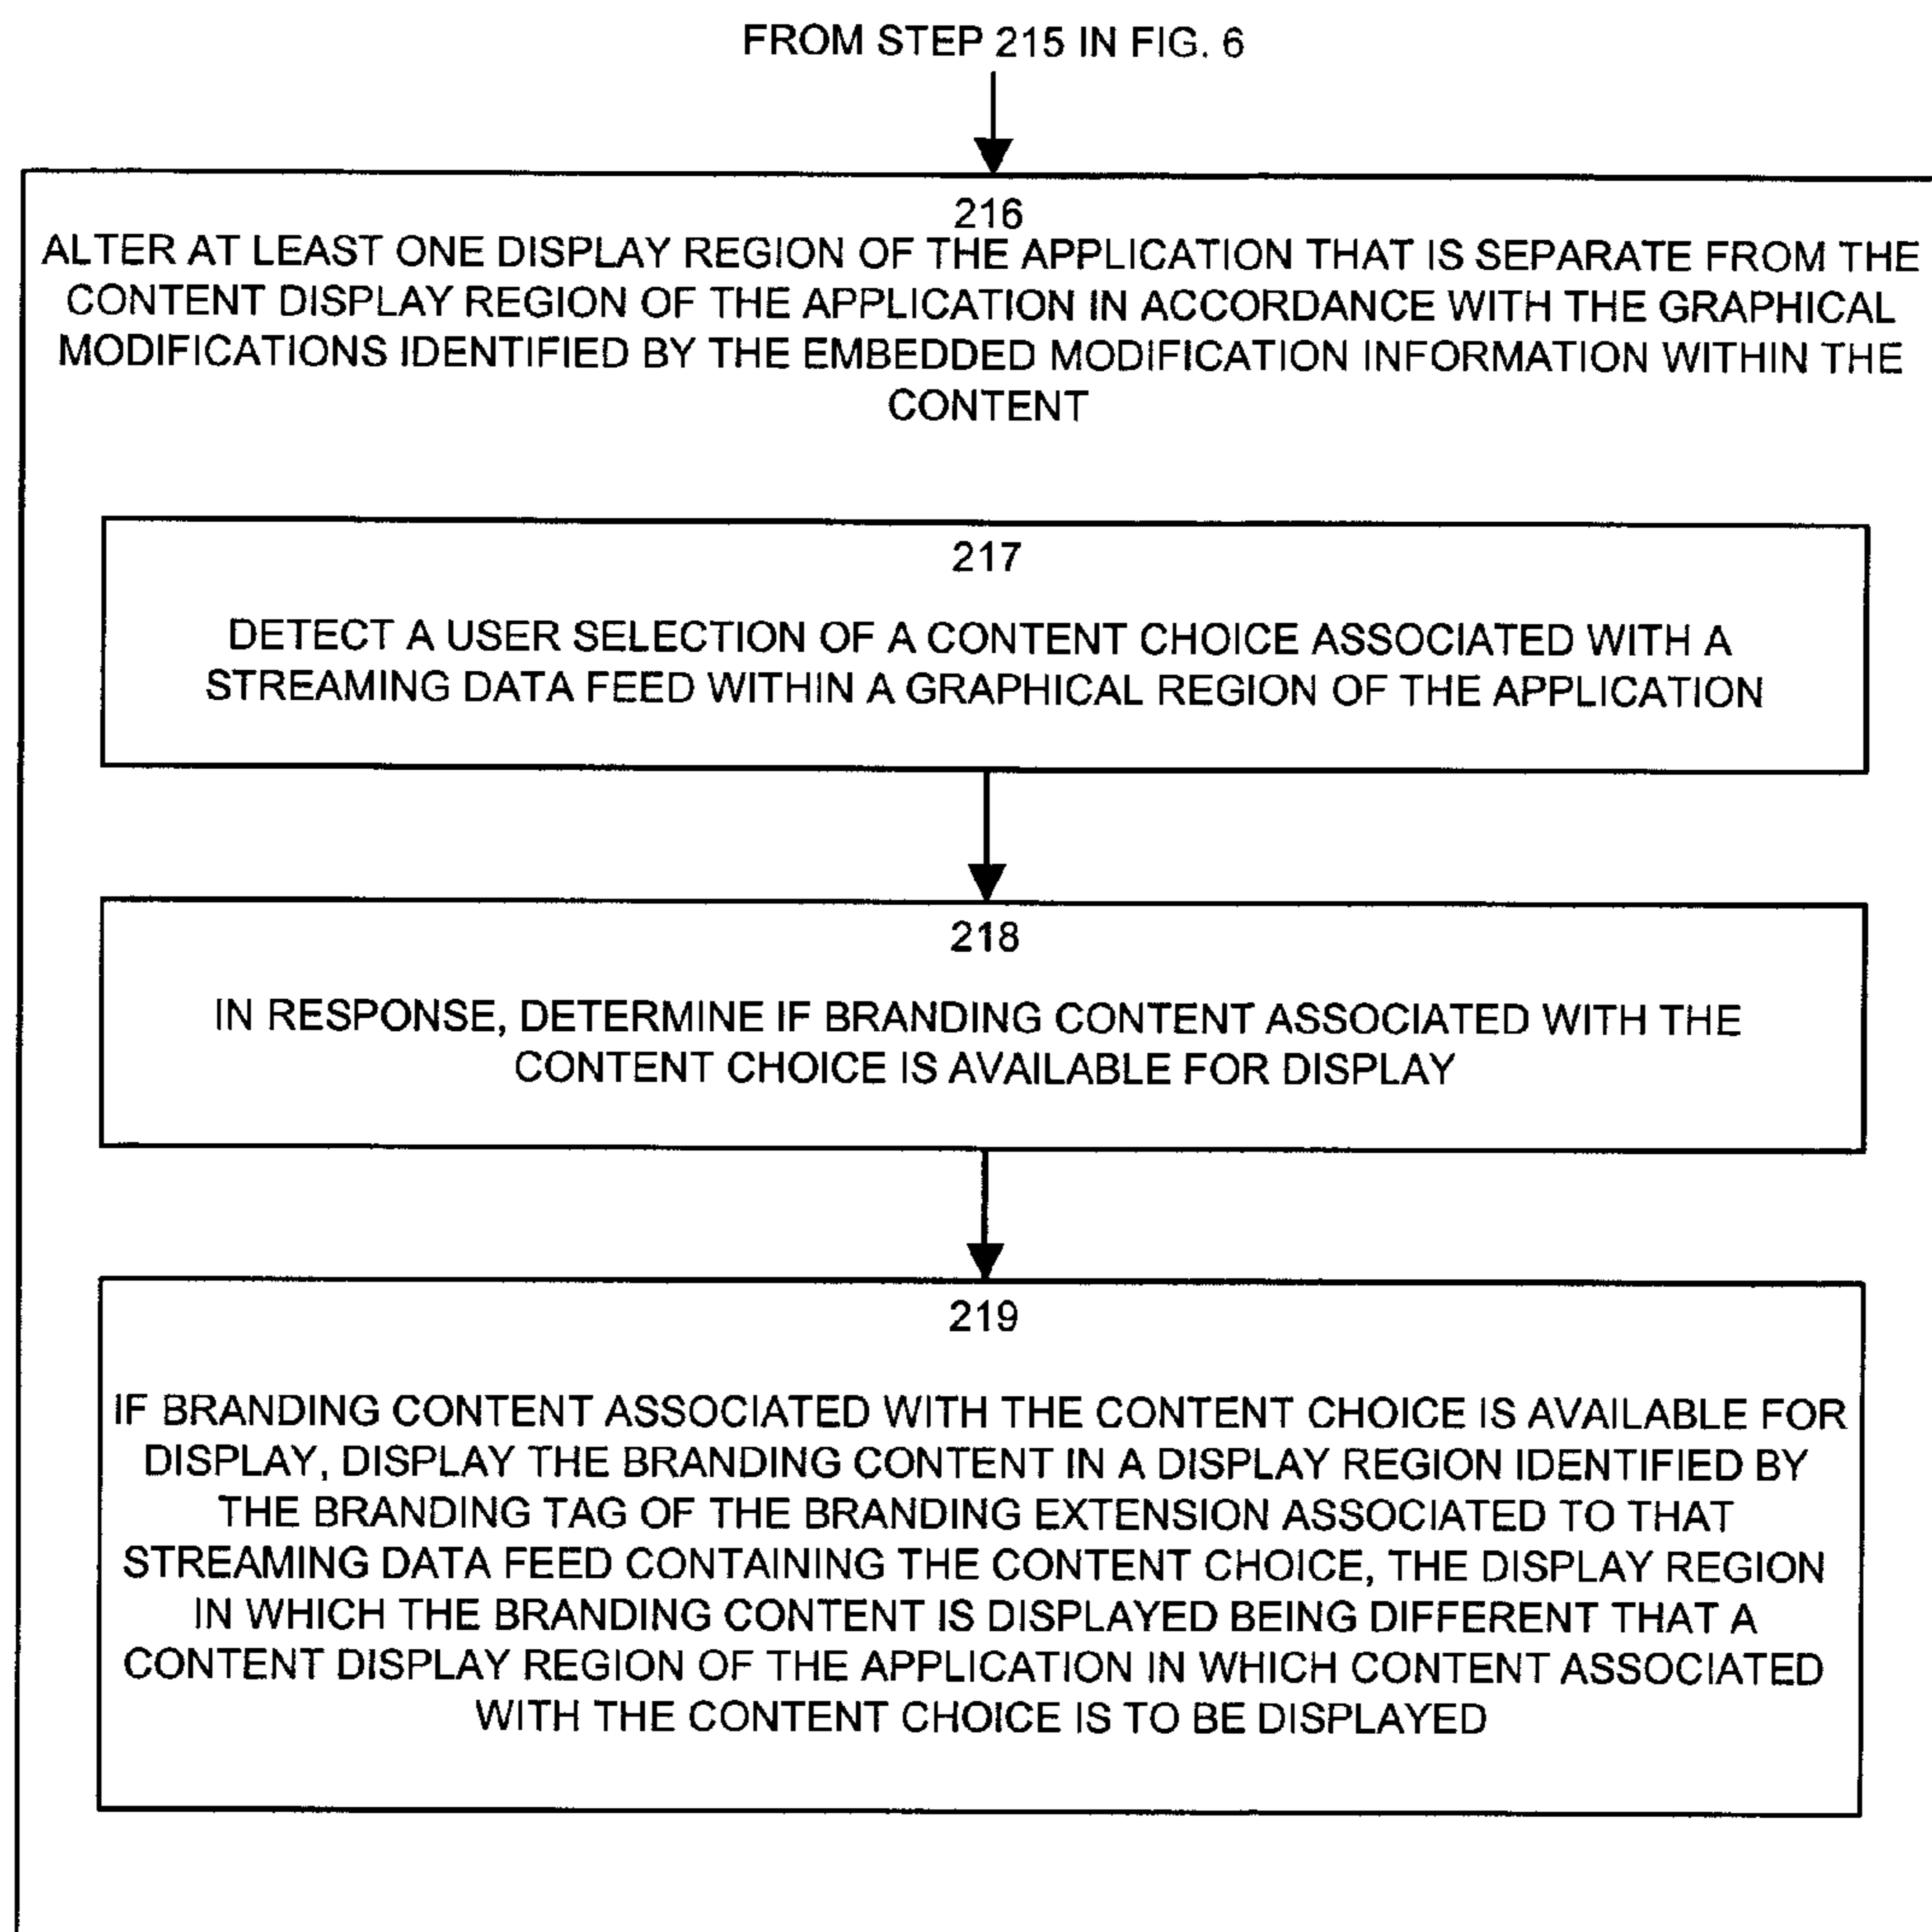 FROM STEP 215 IN FIG. 6
216
ALTER AT LEAST ONE DISPLAY REGION OF THE APPLICATION THAT IS SEPARATE FROM THE
CONTENT DISPLAY REGION OF THE APPLICATION IN ACCORDANCE WITH THE GRAPHICAL
MODIFICATIONS IDENTIFIED BY THE EMBEDDED MODIFICATION INFORMATION WITHIN THE
CONTENT
217
DETECT A USER SELECTION OF A CONTENT CHOICE ASSOCIATED WITH A
STREAMING DATA FEED WITHIN A GRAPHICAL REGION OF THE APPLICATION
218
IN RESPONSE, DETERMINE IF BRANDING CONTENT ASSOCIATED WITH THE
CONTENT CHOICE IS AVAILABLE FOR DISPLAY
219
IF BRANDING CONTENT ASSOCIATED WITH THE CONTENT CHOICE IS AVAILABLE FOR
DISPLAY, DISPLAY THE BRANDING CONTENT IN A DISPLAY REGION IDENTIFIED BY
THE BRANDING TAG OF THE BRANDING EXTENSION ASSOCIATED TO THAT
STREAMING DATA FEED CONTAINING THE CONTENT CHOICE, THE DISPLAY REGION
IN WHICH THE BRANDING CONTENT IS DISPLAYED BEING DIFFERENT THAT A
CONTENT DISPLAY REGION OF THE APPLICATION IN WHICH CONTENT ASSOCIATED
WITH THE CONTENT CHOICE IS TO BE DISPLAYED